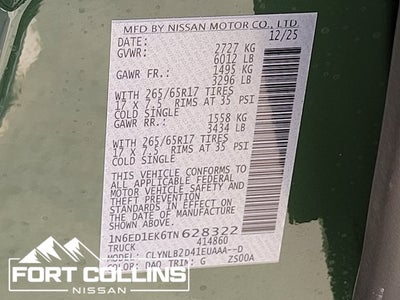 MFD BY NISSAN MOTOR CO., LTD.
DATE: 12/25
GVWR: 2727 KG
6012 LB
GAWR FR.: 1495 KG
3296 LB
WITH 265/65R17 TIRES
17 x 7.5 RIMS AT 35 PSI
COLD SINGLE
GAWR RR.: 1558 KG
3434 LB
WITH 265/65R17 TIRES
17 x 7.5 RIMS AT 35 PSI
COLD SINGLE
THIS VEHICLE CONFORMS TO ALL
APPLICABLE FEDERAL
MOTOR VEHICLE SAFETY AND THEFT PREVENTION
STANDARDS IN EFFECT
ON THE DATE OF
MANUFACTURE SHOWN ABOVE.
1N6ED1EK6TN628322
TRUCK 414860
MODEL: CLYNLBZD41EUAAA--D
COLOR: DAQ TRIM: G ZS00A
FORT COLLINS
NISSAN